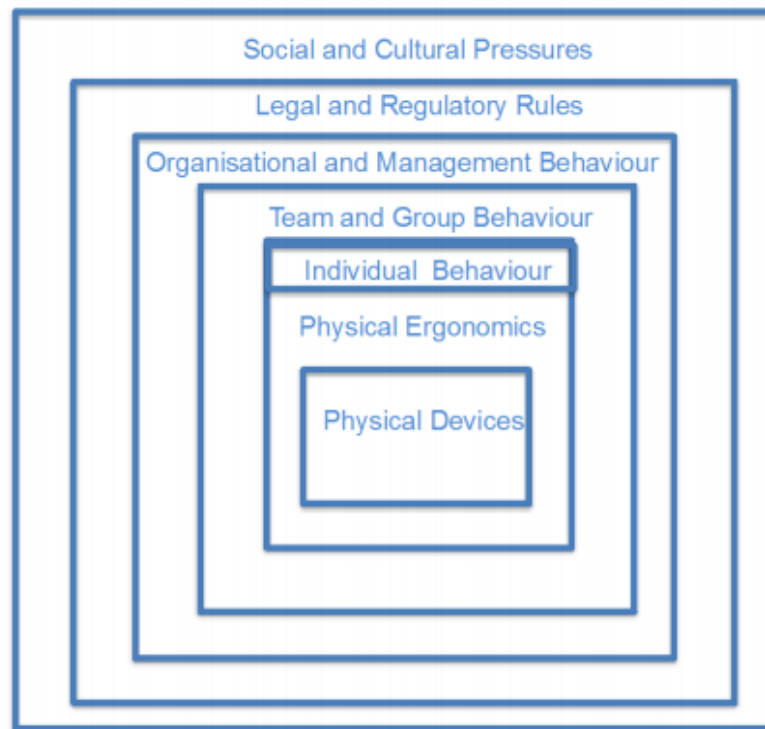 Social and Cultural Pressures
Legal and Regulatory Rules
Organisational and Management Behaviour
Team and Group Behaviour
Individual Behaviour
Physical Ergonomics
Physical Devices